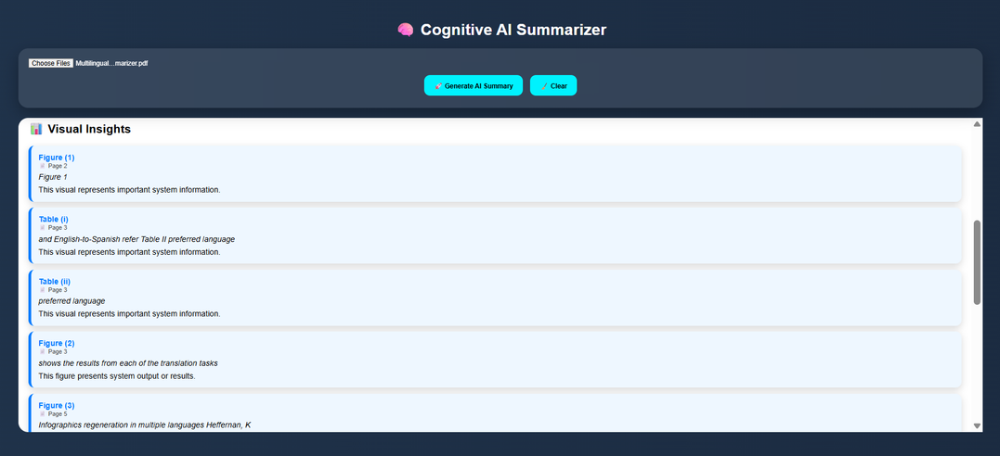 Cognitive AI Summarizer
Choose Files Multilingual...marizer.pdf
Generate AI Summary
Clear
Visual Insights
Figure (1)
Page 2
Figure 1
This visual represents important system information.
Table (i)
Page 3
and English-to-Spanish refer Table II preferred language
This visual represents important system information.
Table (ii)
Page 3
preferred language
This visual represents important system information.
Figure (2)
Page 3
shows the results from each of the translation tasks
This figure presents system output or results.
Figure (3)
Page 5
Infographics regeneration in multiple languages Heffernan, K